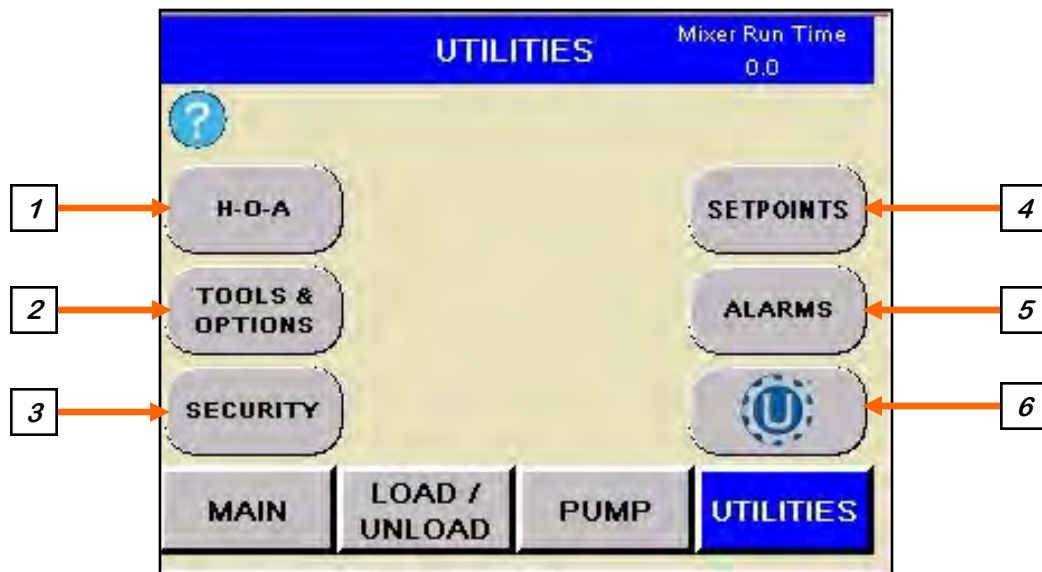 UTILITIES
Mixer Run Time
0.0
?
1
H-O-A
SETPOINTS
4
2
TOOLS &
OPTIONS
ALARMS
5
3
SECURITY
U
6
MAIN
LOAD /
UNLOAD
PUMP
UTILITIES